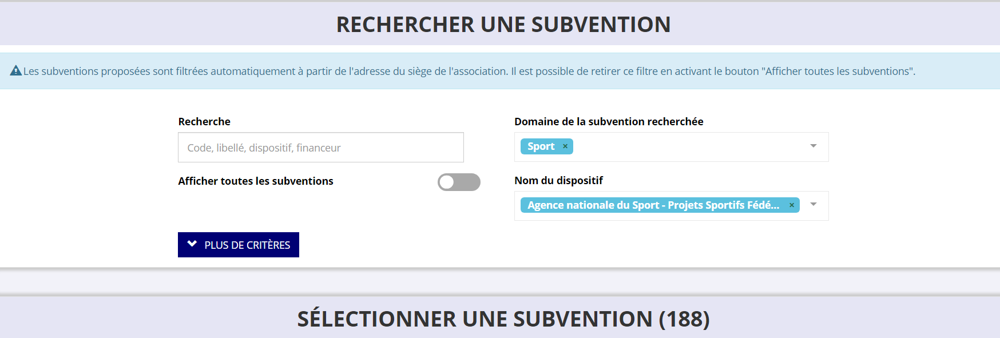 RECHERCHER UNE SUBVENTION
Les subventions proposées sont filtrées automatiquement à partir de l'adresse du siège de l'association. Il est possible de retirer ce filtre en activant le bouton "Afficher toutes les subventions".
Recherche
Code, libellé, dispositif, financeur
Afficher toutes les subventions
Domaine de la subvention recherchée
Sport ×
Nom du dispositif
Agence nationale du Sport - Projets Sportifs Fédé... ×
PLUS DE CRITÈRES
SÉLECTIONNER UNE SUBVENTION (188)